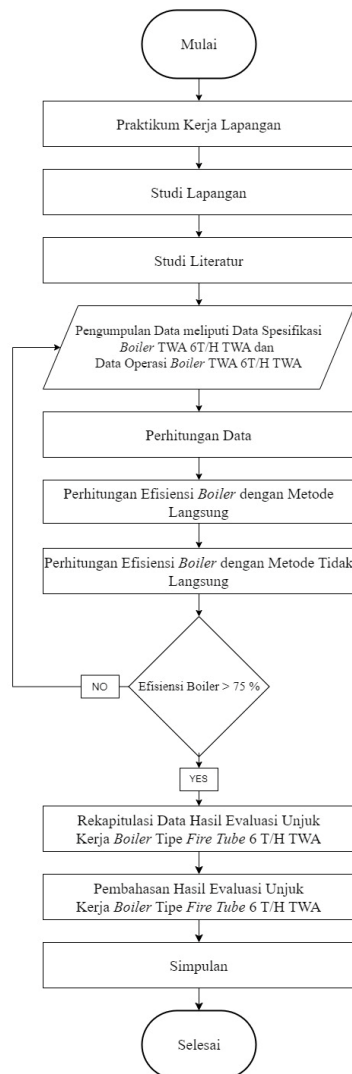 Mulai
Praktikum Kerja Lapangan
Studi Lapangan
Studi Literatur
Pengumpulan Data meliputi Data Spesifikasi
Boiler TWA 6T/H TWA dan
Data Operasi Boiler TWA 6T/H TWA
Perhitungan Data
Perhitungan Efisiensi Boiler dengan Metode
Langsung
Perhitungan Efisiensi Boiler dengan Metode Tidak
Langsung
Efisiensi Boiler > 75 %
NO
YES
Rekapitulasi Data Hasil Evaluasi Unjuk
Kerja Boiler Tipe Fire Tube 6 T/H TWA
Pembahasan Hasil Evaluasi Unjuk
Kerja Boiler Tipe Fire Tube 6 T/H TWA
Simpulan
Selesai